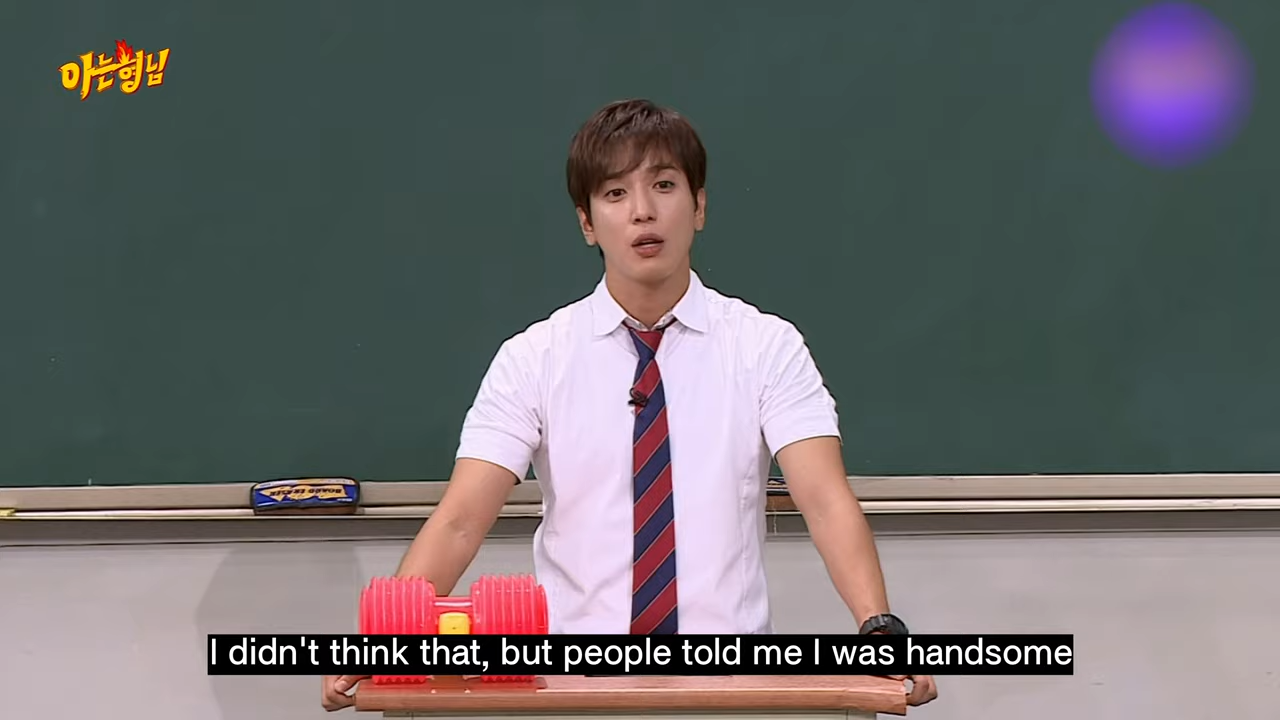 아는형님
I didn't think that, but people told me I was handsome